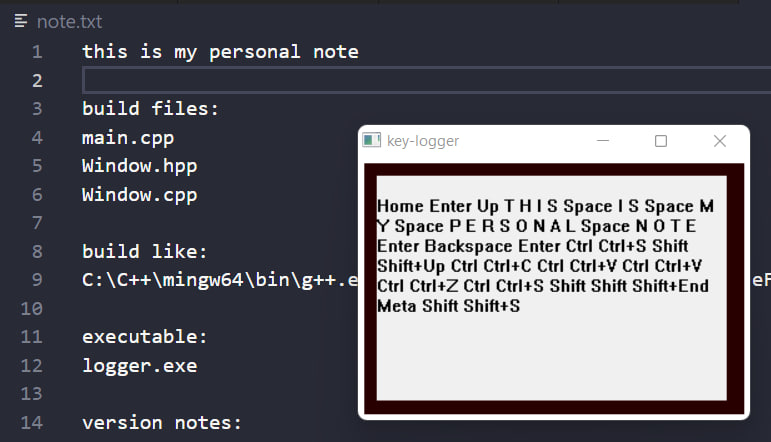 note.txt
1 this is my personal note
2
3 build files:
4 main.cpp
5 Window.hpp
6 Window.cpp
7
8 build like:
9 C:\C++\mingw64\bin\g++.e
10
11 executable:
12 logger.exe
13
14 version notes:
key-logger
Home Enter Up T H I S Space I S Space M
Y Space P E R S O N A L Space N O T E
Enter Backspace Enter Ctrl Ctrl+S Shift
Shift+Up Ctrl Ctrl+C Ctrl Ctrl+V Ctrl Ctrl+V
Ctrl Ctrl+Z Ctrl Ctrl+S Shift Shift Shift+End
Meta Shift Shift+S